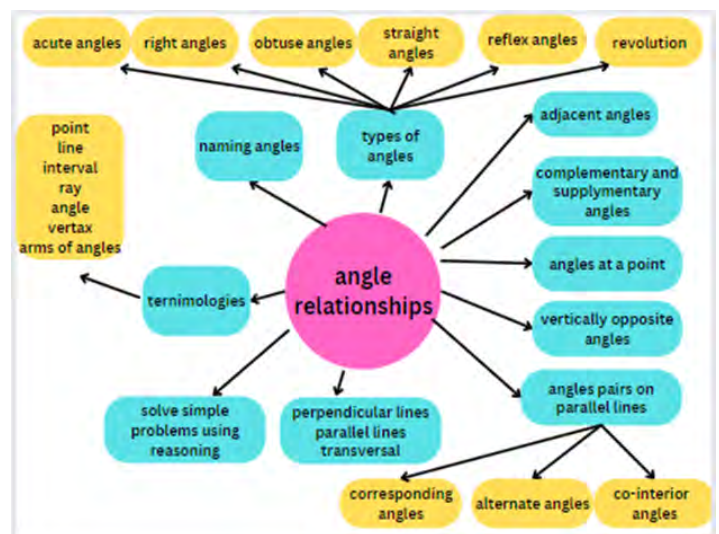 acute angles
right angles
obtuse angles
straight
angles
reflex angles
revolution
point
line
interval
ray
angle
vertax
arms of angles
naming angles
types of
angles
adjacent angles
complementary and
supplymentary
angles
angles at a point
vertically opposite
angles
angle
relationships
ternimologies
solve simple
problems using
reasoning
perpendicular lines
parallel lines
transversal
angles pairs on
parallel lines
corresponding
angles
alternate angles
co-interior
angles